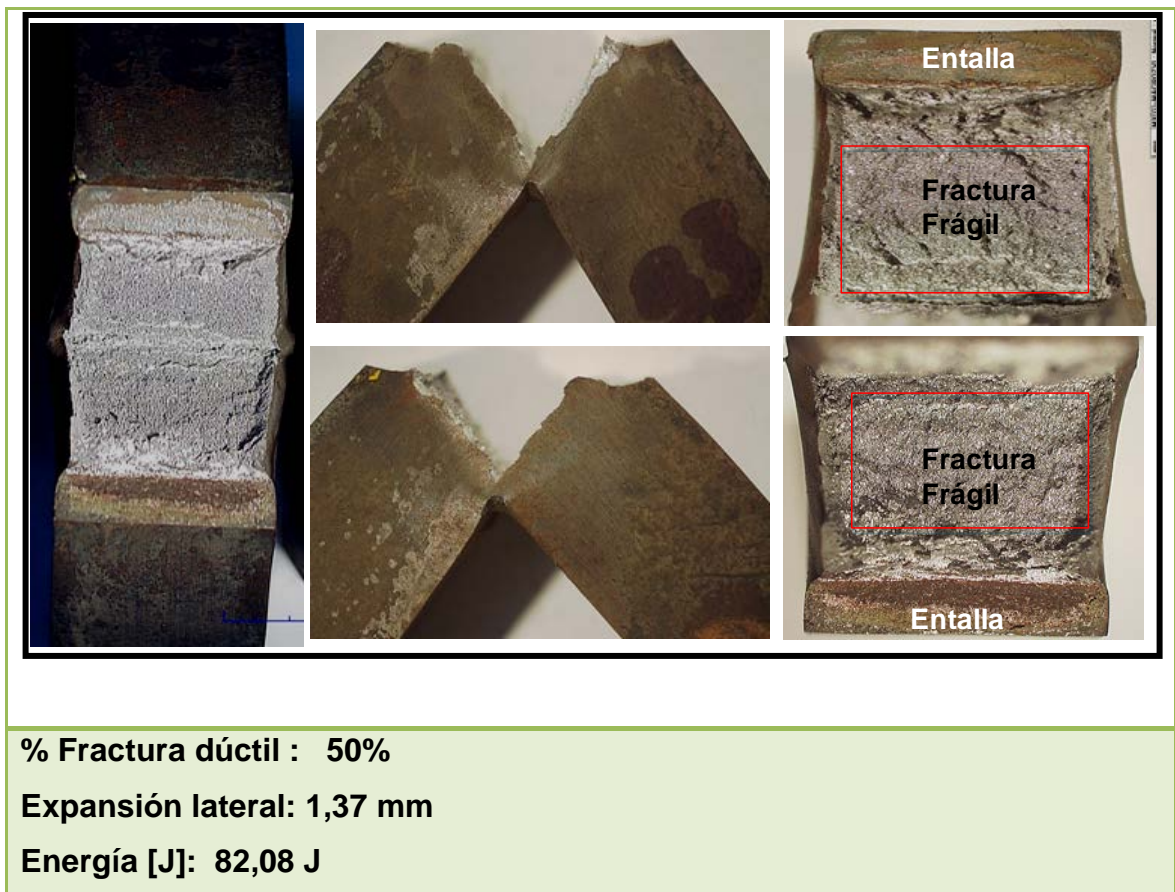 Entalla
Fractura
Frágil
Fractura
Frágil
Entalla
% Fractura dúctil : 50%
Expansión lateral: 1,37 mm
Energía [J]: 82,08 J